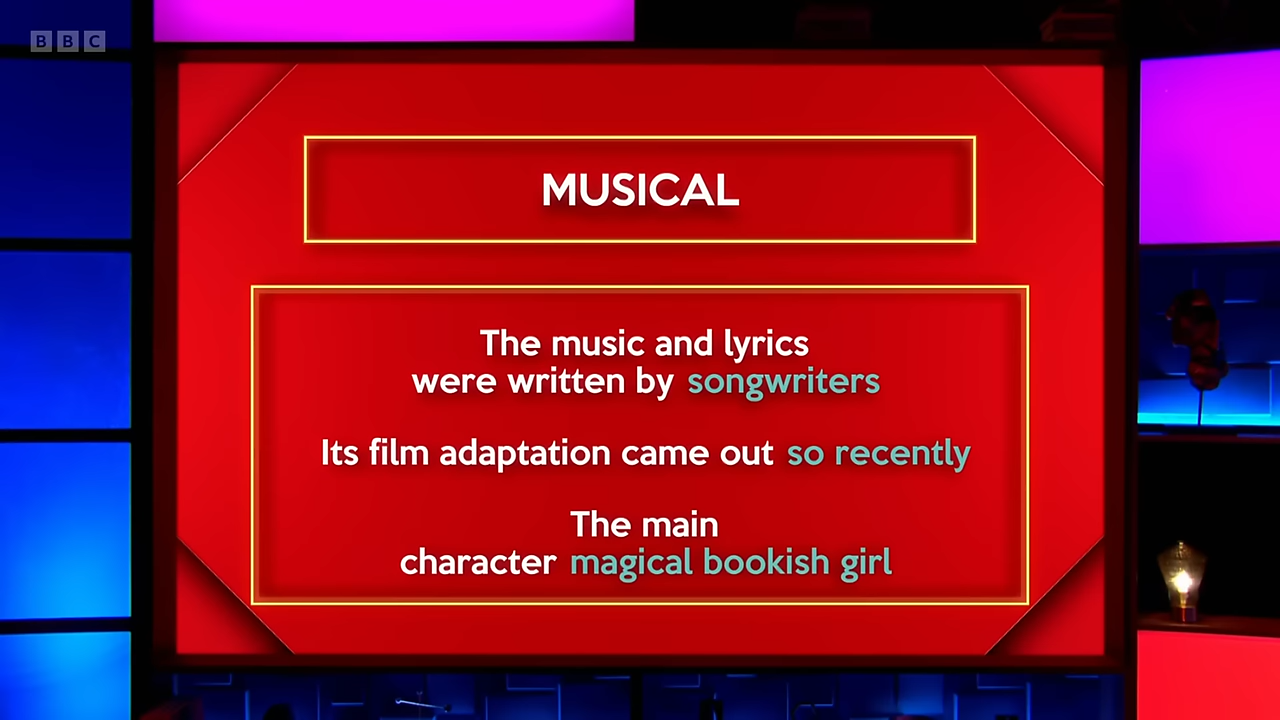 BBC
MUSICAL
The music and lyrics
were written by songwriters
Its film adaptation came out so recently
The main
character magical bookish girl